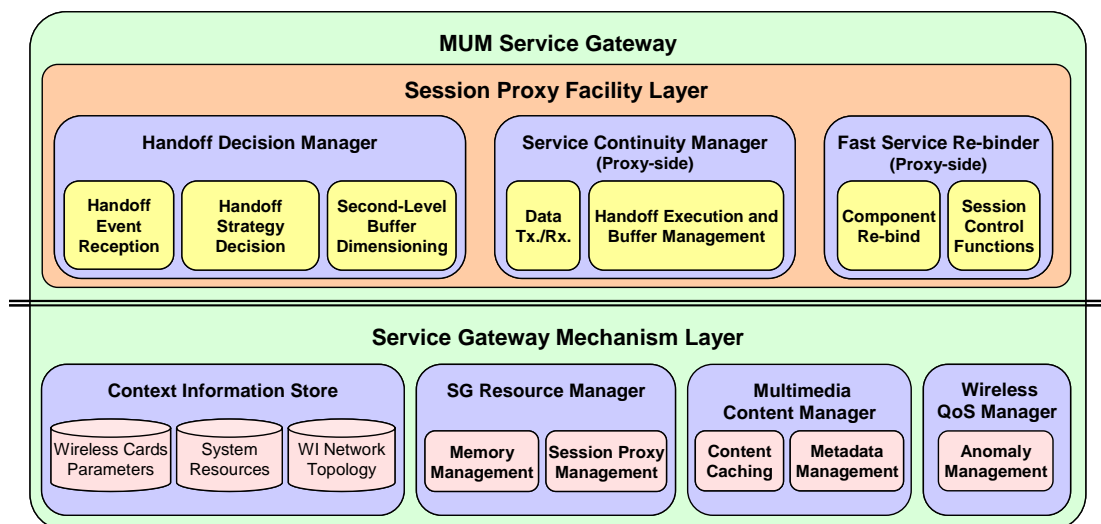 MUM Service Gateway
Session Proxy Facility Layer
Handoff Decision Manager
Handoff
Event
Reception
Handoff
Strategy
Decision
Second-Level
Buffer
Dimensioning
Service Continuity Manager
(Proxy-side)
Data
Tx./Rx.
Handoff Execution and
Buffer Management
Fast Service Re-binder
(Proxy-side)
Component
Re-bind
Session
Control
Functions
Service Gateway Mechanism Layer
Context Information Store
Wireless Cards
Parameters
System
Resources
WI Network
Topology
SG Resource Manager
Memory
Management
Session Proxy
Management
Multimedia
Content Manager
Content
Caching
Metadata
Management
Wireless
QoS Manager
Anomaly
Management